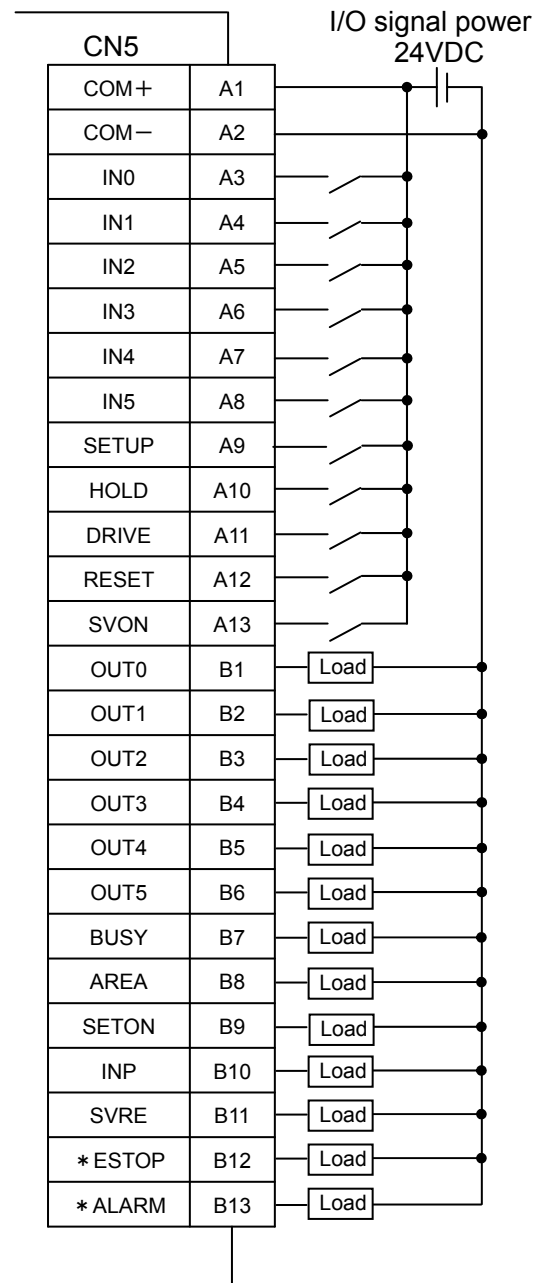 I/O signal power
24VDC
CN5
COM+ A1
COM− A2
IN0 A3
IN1 A4
IN2 A5
IN3 A6
IN4 A7
IN5 A8
SETUP A9
HOLD A10
DRIVE A11
RESET A12
SVON A13
OUT0 B1 Load
OUT1 B2 Load
OUT2 B3 Load
OUT3 B4 Load
OUT4 B5 Load
OUT5 B6 Load
BUSY B7 Load
AREA B8 Load
SETON B9 Load
INP B10 Load
SVRE B11 Load
*ESTOP B12 Load
*ALARM B13 Load